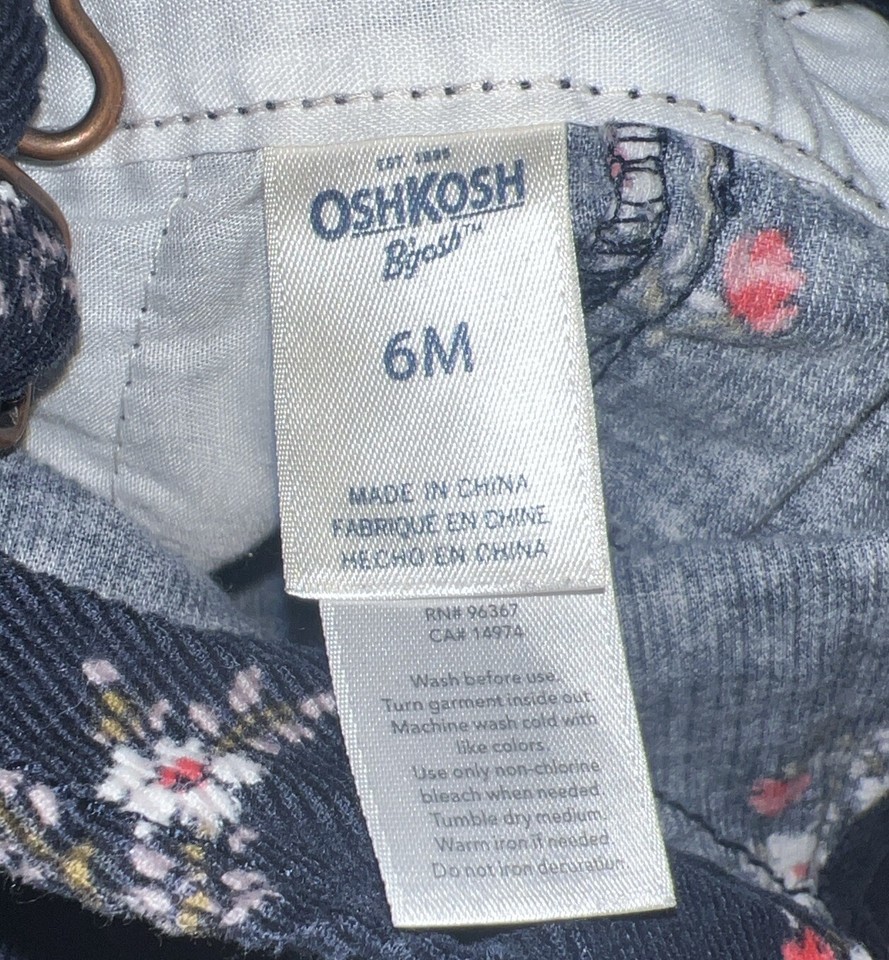 EST. 1895
OSHKOSH
B'gosh™
6M
MADE IN CHINA
FABRIQUE EN CHINE
HECHO EN CHINA
RN# 96367
CA# 14974
Wash before use.
Turn garment inside out.
Machine wash cold with
like colors.
Use only non-chlorine
bleach when needed.
Tumble dry medium.
Warm iron if needed.
Do not iron decoration.